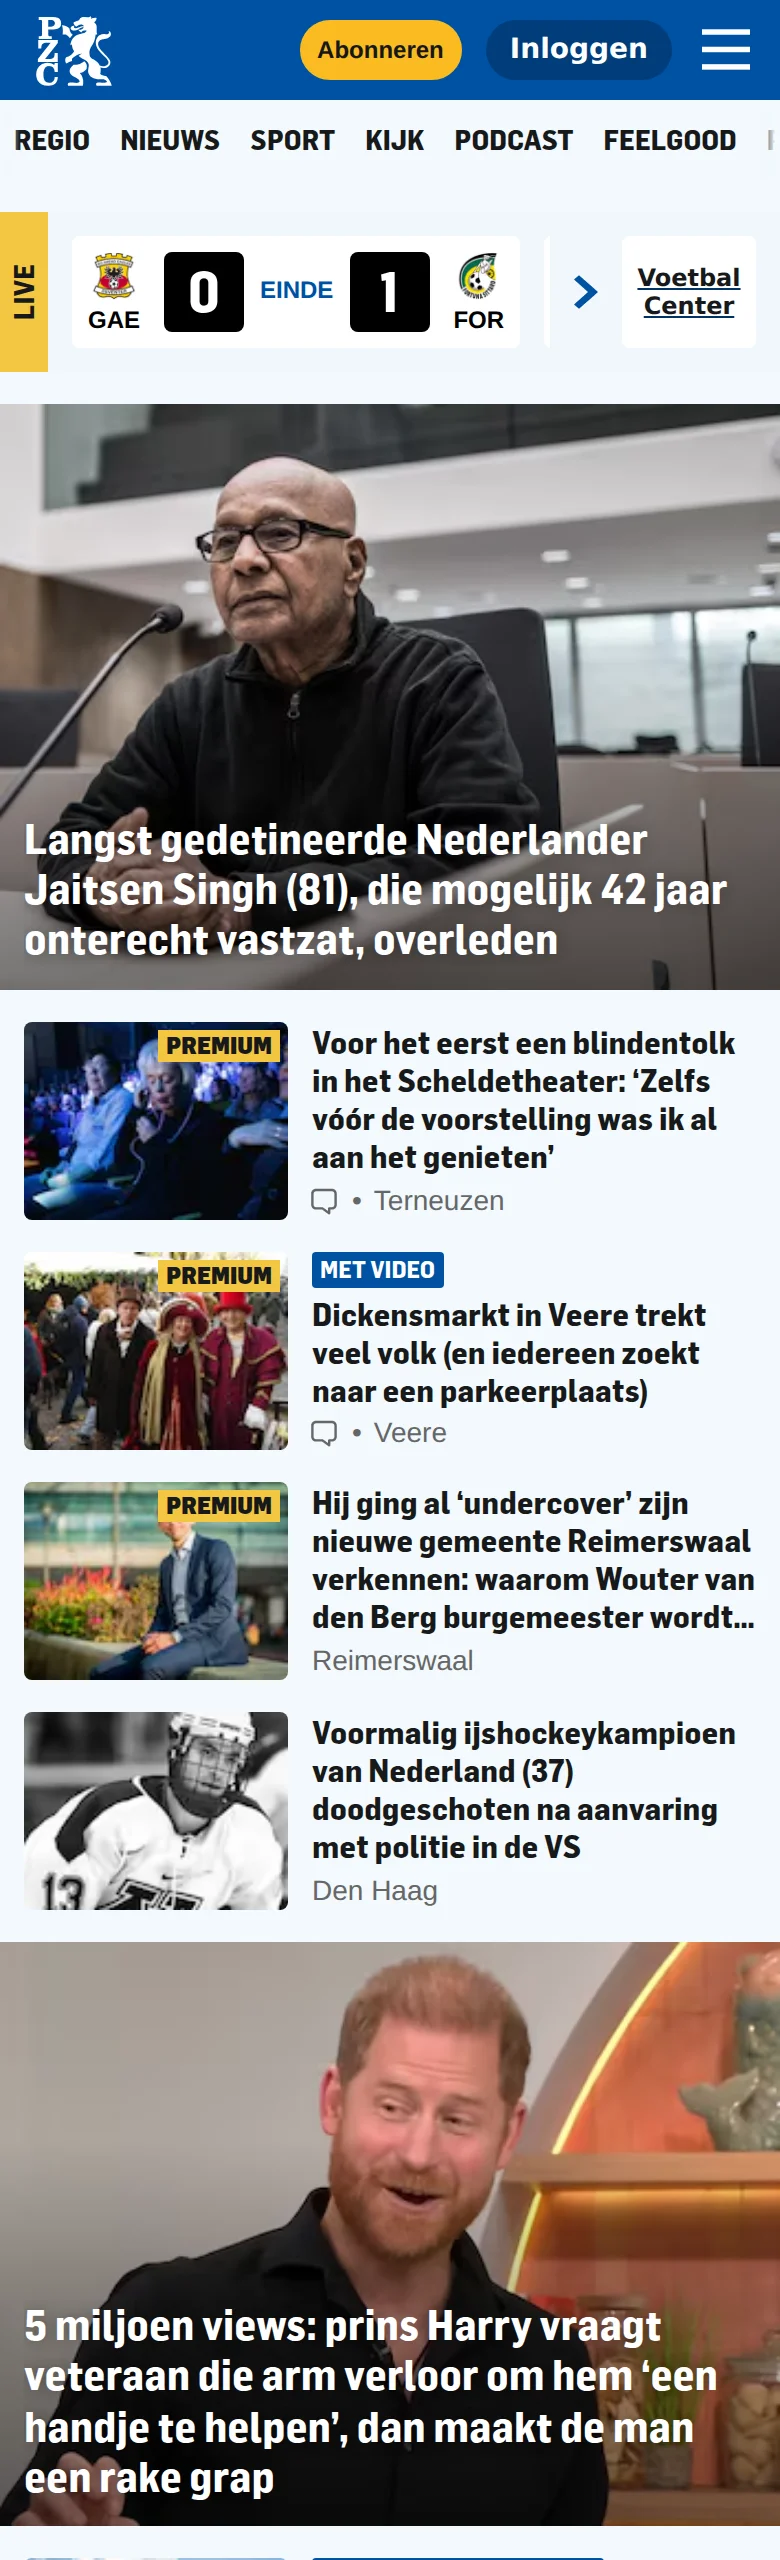 PZC
Abonneren
Inloggen
REGIO NIEUWS SPORT KIJK PODCAST FEELGOOD
LIVE
GAE
0
EINDE
1
FOR
Voetbal
Center
Langst gedetineerde Nederlander
Jaitsen Singh (81), die mogelijk 42 jaar
onterecht vastzat, overleden
PREMIUM
Voor het eerst een blindentolk
in het Scheldetheater: ‘Zelfs
vóór de voorstelling was ik al
aan het genieten’
• Terneuzen
PREMIUM
MET VIDEO
Dickensmarkt in Veere trekt
veel volk (en iedereen zoekt
naar een parkeerplaats)
• Veere
PREMIUM
Hij ging al ‘undercover’ zijn
nieuwe gemeente Reimerswaal
verkennen: waarom Wouter van
den Berg burgemeester wordt...
Reimerswaal
13
Voormalig ijshockeykampioen
van Nederland (37)
doodgeschoten na aanvaring
met politie in de VS
Den Haag
5 miljoen views: prins Harry vraagt
veteraan die arm verloor om hem ‘een
handje te helpen’, dan maakt de man
een rake grap